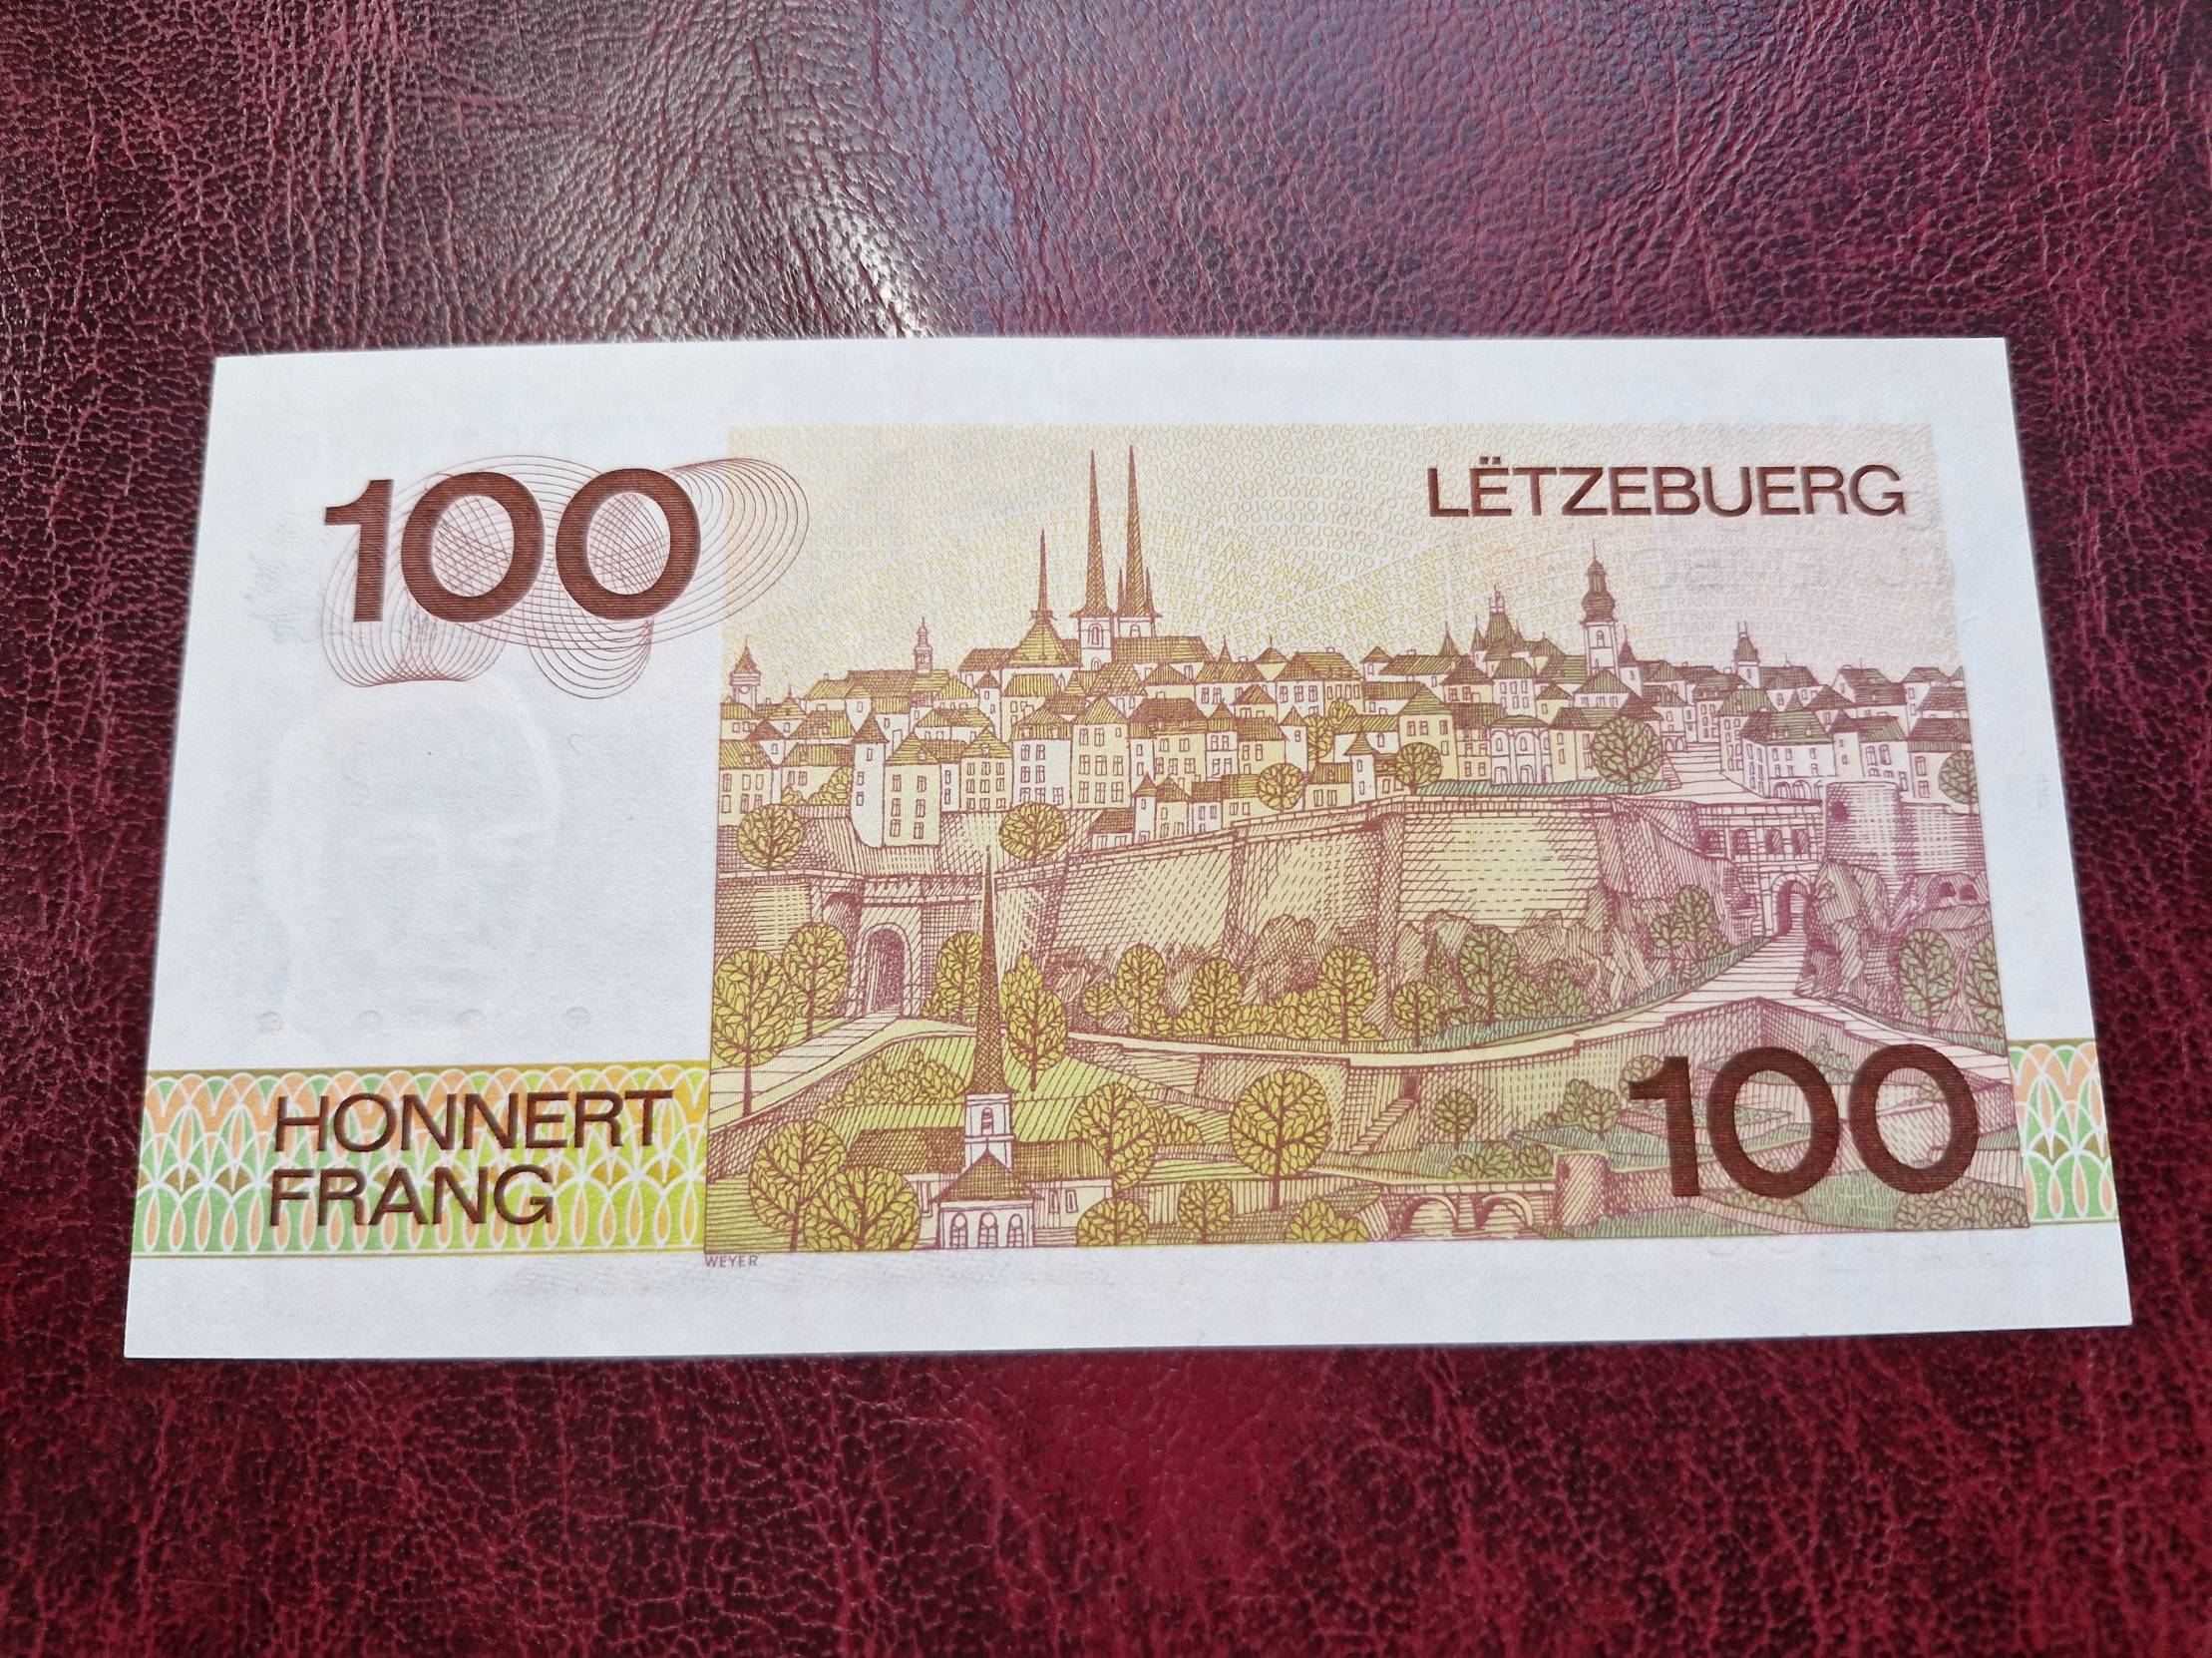 100
LËTZEBUERG
HONNERT
FRANG
100
WEYER